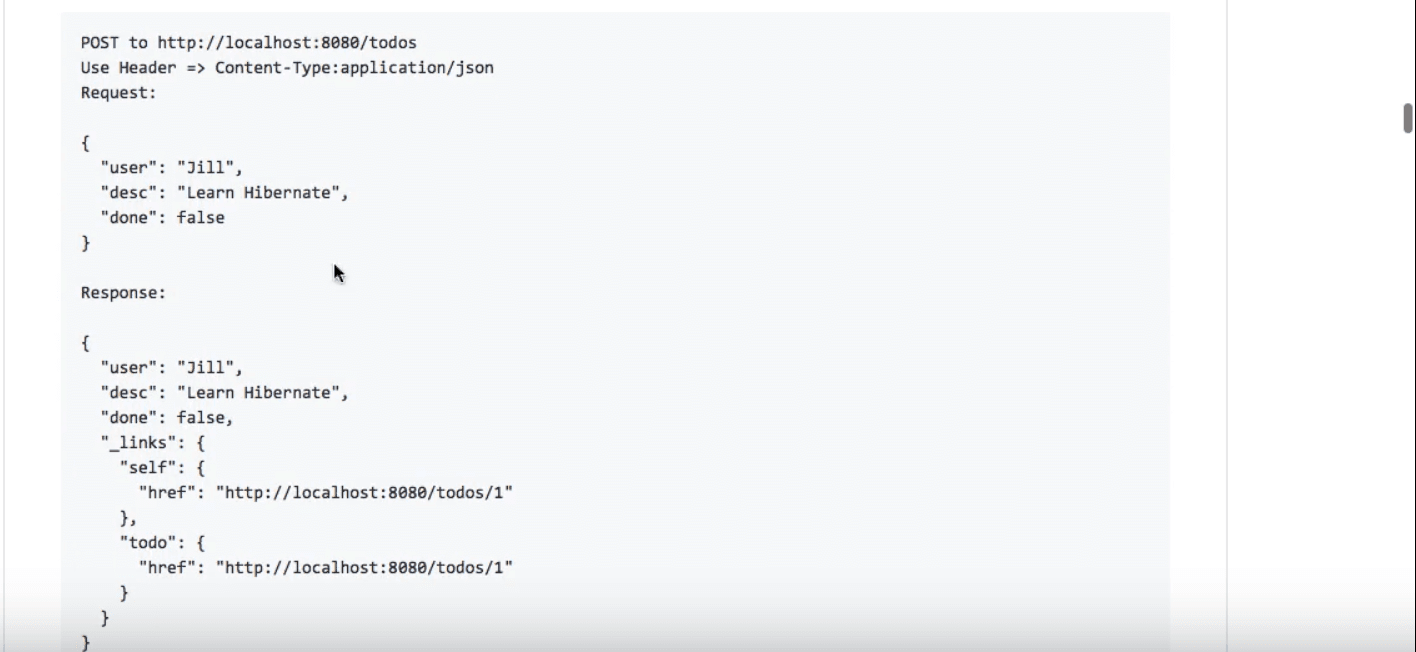 POST to http://localhost:8080/todos
Use Header => Content-Type:application/json
Request:
{
"user": "Jill",
"desc": "Learn Hibernate",
"done": false
}
Response:
{
"user": "Jill",
"desc": "Learn Hibernate",
"done": false,
"_links": {
"self": {
"href": "http://localhost:8080/todos/1"
},
"todo": {
"href": "http://localhost:8080/todos/1"
}
}
}